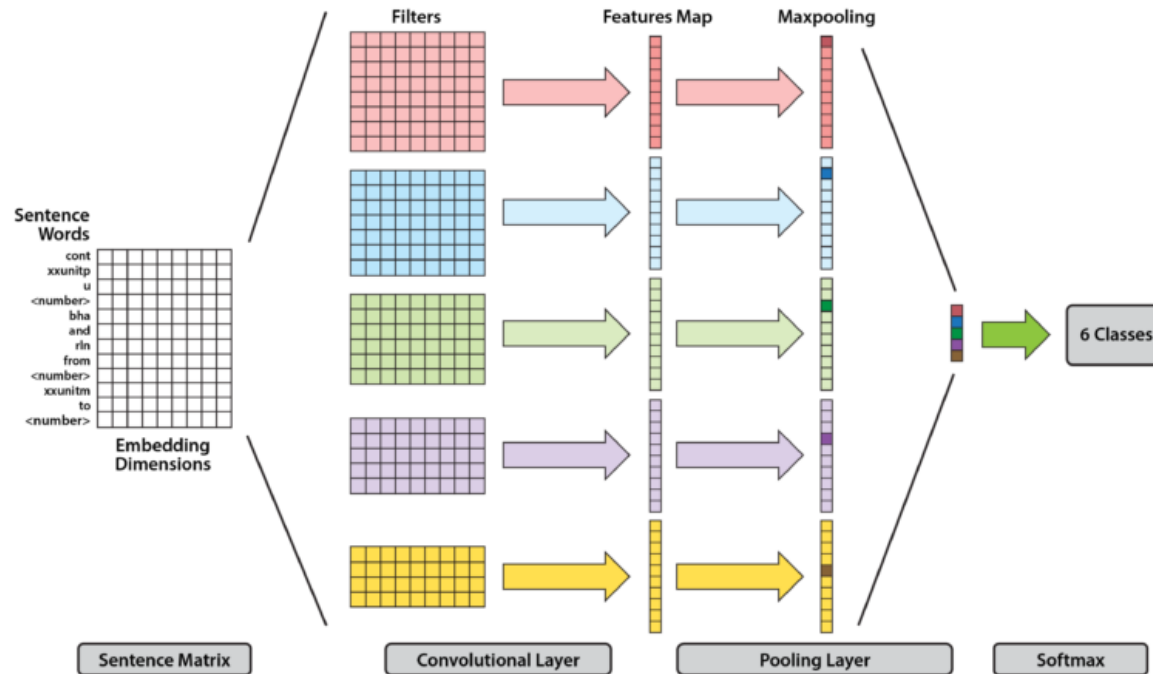 Filters
Features Map
Maxpooling
Sentence
Words
cont
xxunitp
u
<number>
bha
and
rln
from
<number>
xxunitm
to
<number>
Embedding
Dimensions
6 Classes
Sentence Matrix
Convolutional Layer
Pooling Layer
Softmax